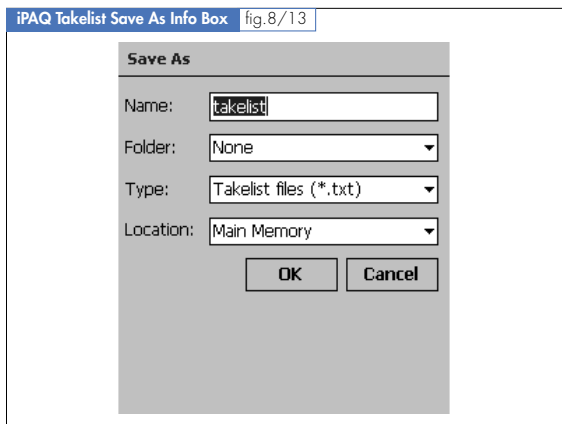 iPAQ Takelist Save As Info Box fig.8/13
Save As
Name: takelist
Folder: None
Type: Takelist files (*.txt)
Location: Main Memory
OK Cancel